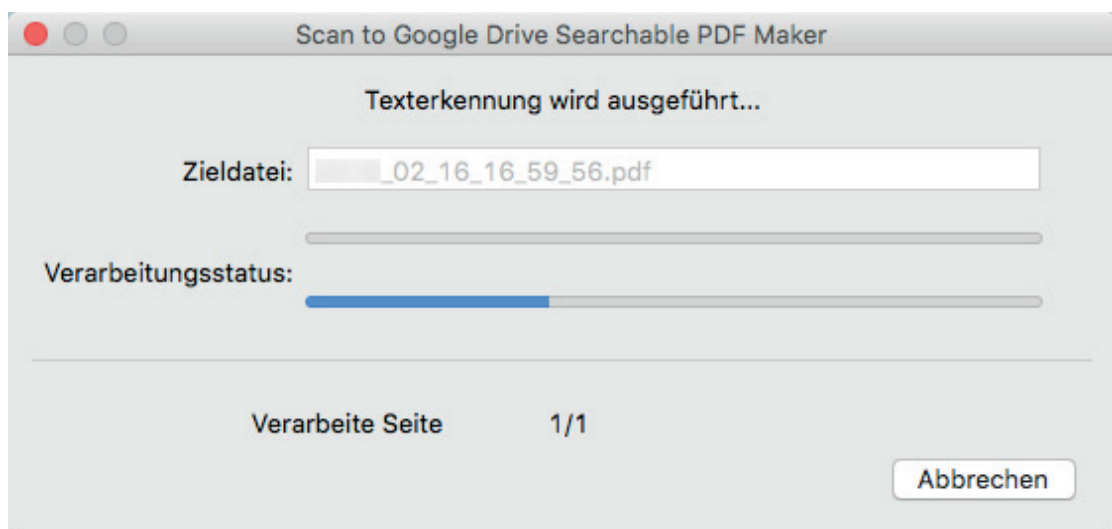 Scan to Google Drive Searchable PDF Maker
Texterkennung wird ausgeführt...
Zieldatei: _02_16_16_59_56.pdf
Verarbeitungsstatus:
Verarbeite Seite 1/1
Abbrechen